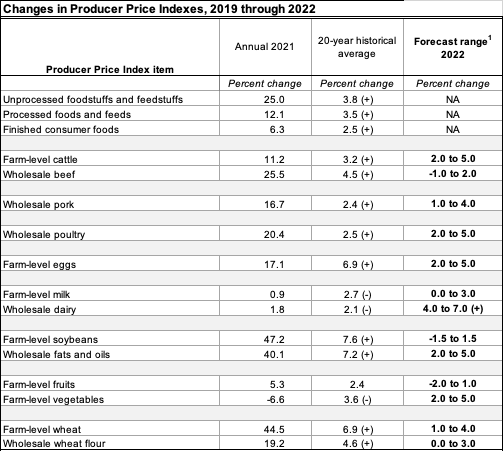 Changes in Producer Price Indexes, 2019 through 2022
Producer Price Index item Annual 2021 20-year historical average Forecast range1 2022
Percent change Percent change Percent change
Unprocessed foodstuffs and feedstuffs 25.0 3.8 (+) NA
Processed foods and feeds 12.1 3.5 (+) NA
Finished consumer foods 6.3 2.5 (+) NA
Farm-level cattle 11.2 3.2 (+) 2.0 to 5.0
Wholesale beef 25.5 4.5 (+) -1.0 to 2.0
Wholesale pork 16.7 2.4 (+) 1.0 to 4.0
Wholesale poultry 20.4 2.5 (+) 2.0 to 5.0
Farm-level eggs 17.1 6.9 (+) 2.0 to 5.0
Farm-level milk 0.9 2.7 (-) 0.0 to 3.0
Wholesale dairy 1.8 2.1 (-) 4.0 to 7.0 (+)
Farm-level soybeans 47.2 7.6 (+) -1.5 to 1.5
Wholesale fats and oils 40.1 7.2 (+) 2.0 to 5.0
Farm-level fruits 5.3 2.4 -2.0 to 1.0
Farm-level vegetables -6.6 3.6 (-) 2.0 to 5.0
Farm-level wheat 44.5 6.9 (+) 1.0 to 4.0
Wholesale wheat flour 19.2 4.6 (+) 0.0 to 3.0